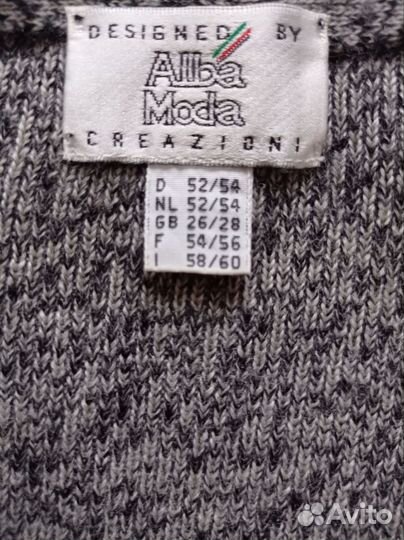 DESIGNED BY
Alba
Moda
CREAZIONI
D 52/54
NL 52/54
GB 26/28
F 54/56
I 58/60
Avito